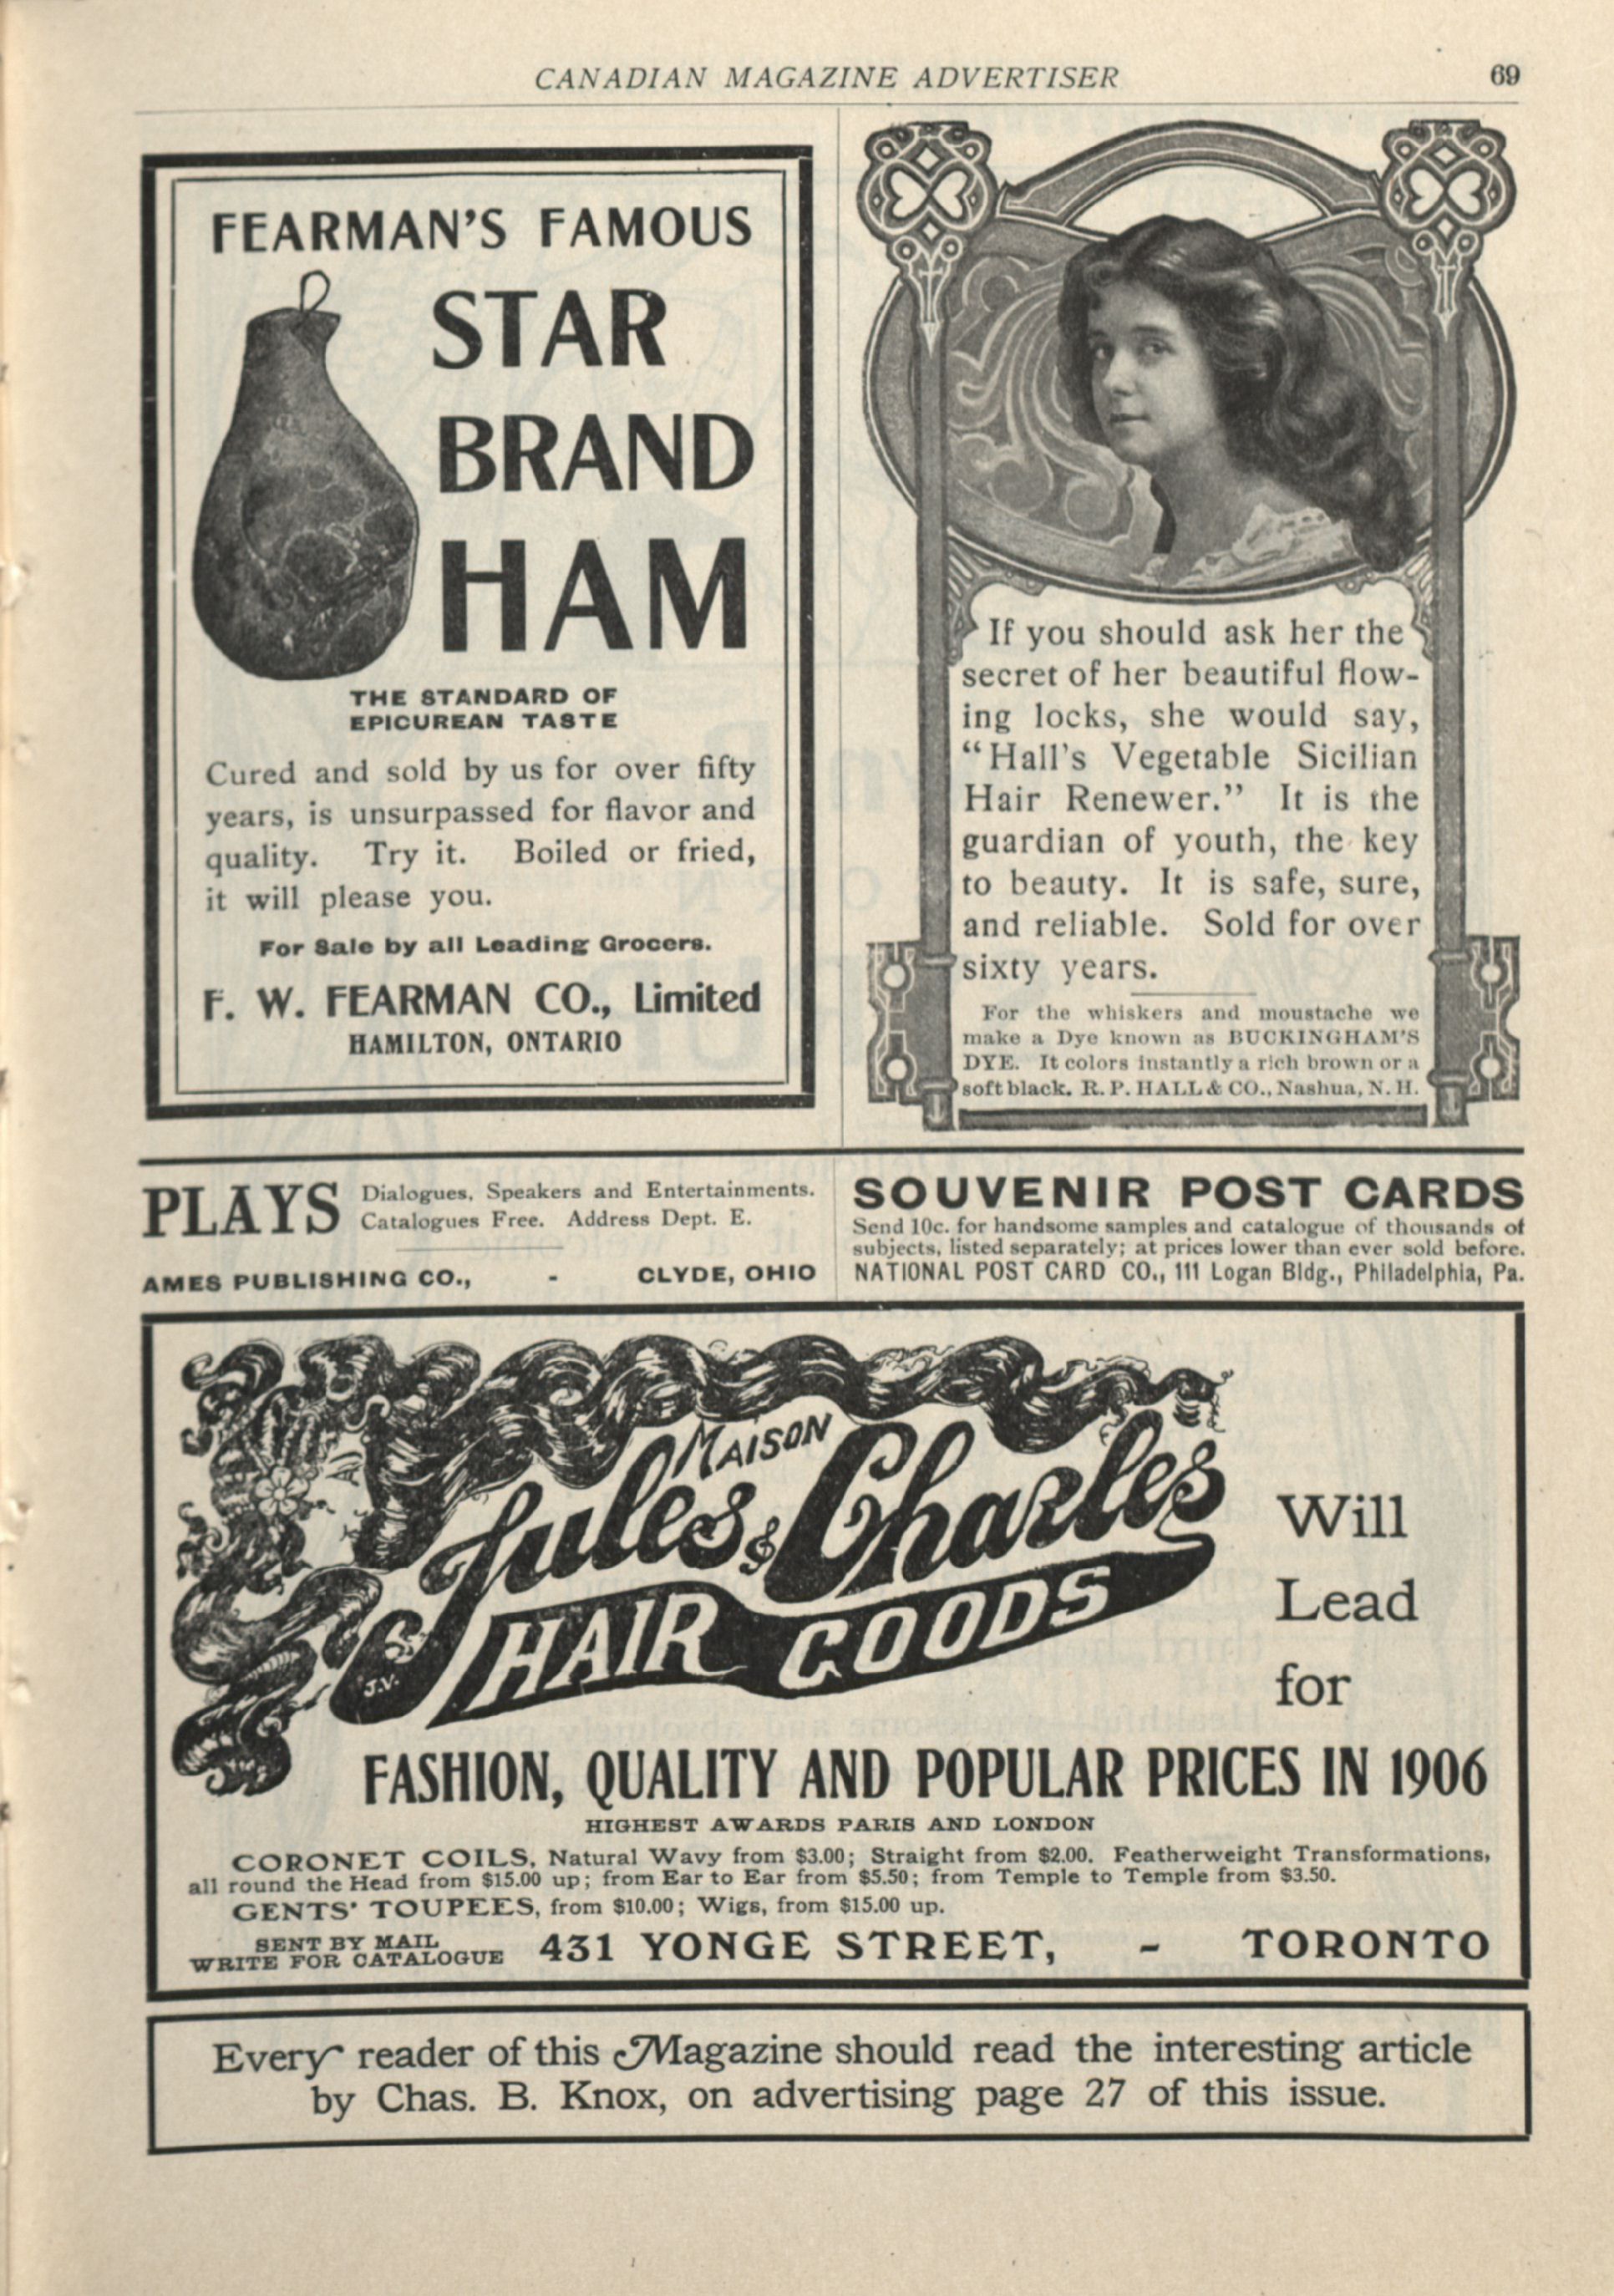 CANADIAN MAGAZINE ADVERTISER 69
FEARMAN'S FAMOUS
STAR
BRAND
HAM
THE STANDARD OF
EPICUREAN TASTE
Cured and sold by us for over fifty
years, is unsurpassed for flavor and
quality. Try it. Boiled or fried,
it will please you.
For Sale by all Leading Grocers.
F. W. FEARMAN CO., Limited
HAMILTON, ONTARIO
If you should ask her the
secret of her beautiful flow-
ing locks, she would say,
"Hall's Vegetable Sicilian
Hair Renewer." It is the
guardian of youth, the key
to beauty. It is safe, sure,
and reliable. Sold for over
sixty years.
For the whiskers and moustache we
make a Dye known as BUCKINGHAM'S
DYE. It colors instantly a rich brown or a
soft black. R. P. HALL & CO., Nashua, N. H.
PLAYS
Dialogues, Speakers and Entertainments.
Catalogues Free. Address Dept. E.
AMES PUBLISHING CO., - CLYDE, OHIO
SOUVENIR POST CARDS
Send 10c. for handsome samples and catalogue of thousands of
subjects, listed separately; at prices lower than ever sold before.
NATIONAL POST CARD CO., 111 Logan Bldg., Philadelphia, Pa.
MAISON
Jules & Charles
HAIR GOODS
J.V.
Will
Lead
for
FASHION, QUALITY AND POPULAR PRICES IN 1906
HIGHEST AWARDS PARIS AND LONDON
CORONET COILS, Natural Wavy from $3.00; Straight from $2.00. Featherweight Transformations,
all round the Head from $15.00 up; from Ear to Ear from $5.50; from Temple to Temple from $3.50.
GENTS' TOUPEES, from $10.00; Wigs, from $15.00 up.
SENT BY MAIL
WRITE FOR CATALOGUE
431 YONGE STREET, - TORONTO
Every reader of this Magazine should read the interesting article
by Chas. B. Knox, on advertising page 27 of this issue.